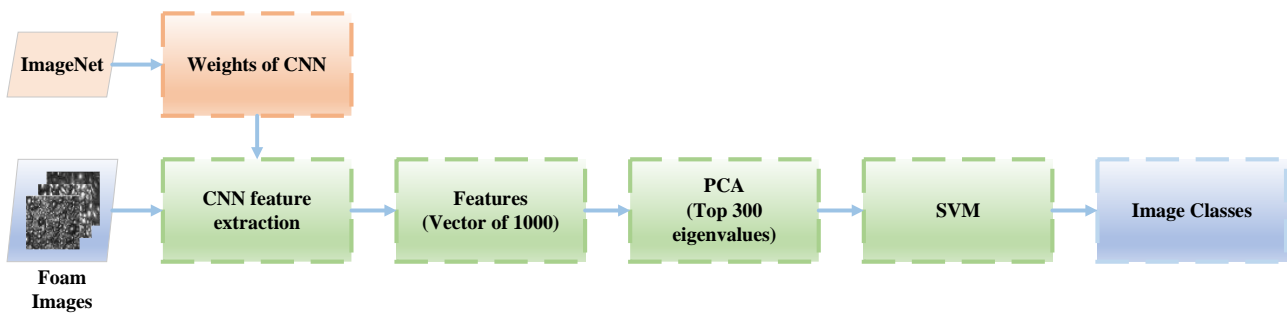 ImageNet
Weights of CNN
CNN feature
extraction
Features
(Vector of 1000)
PCA
(Top 300
eigenvalues)
SVM
Image Classes
Foam
Images